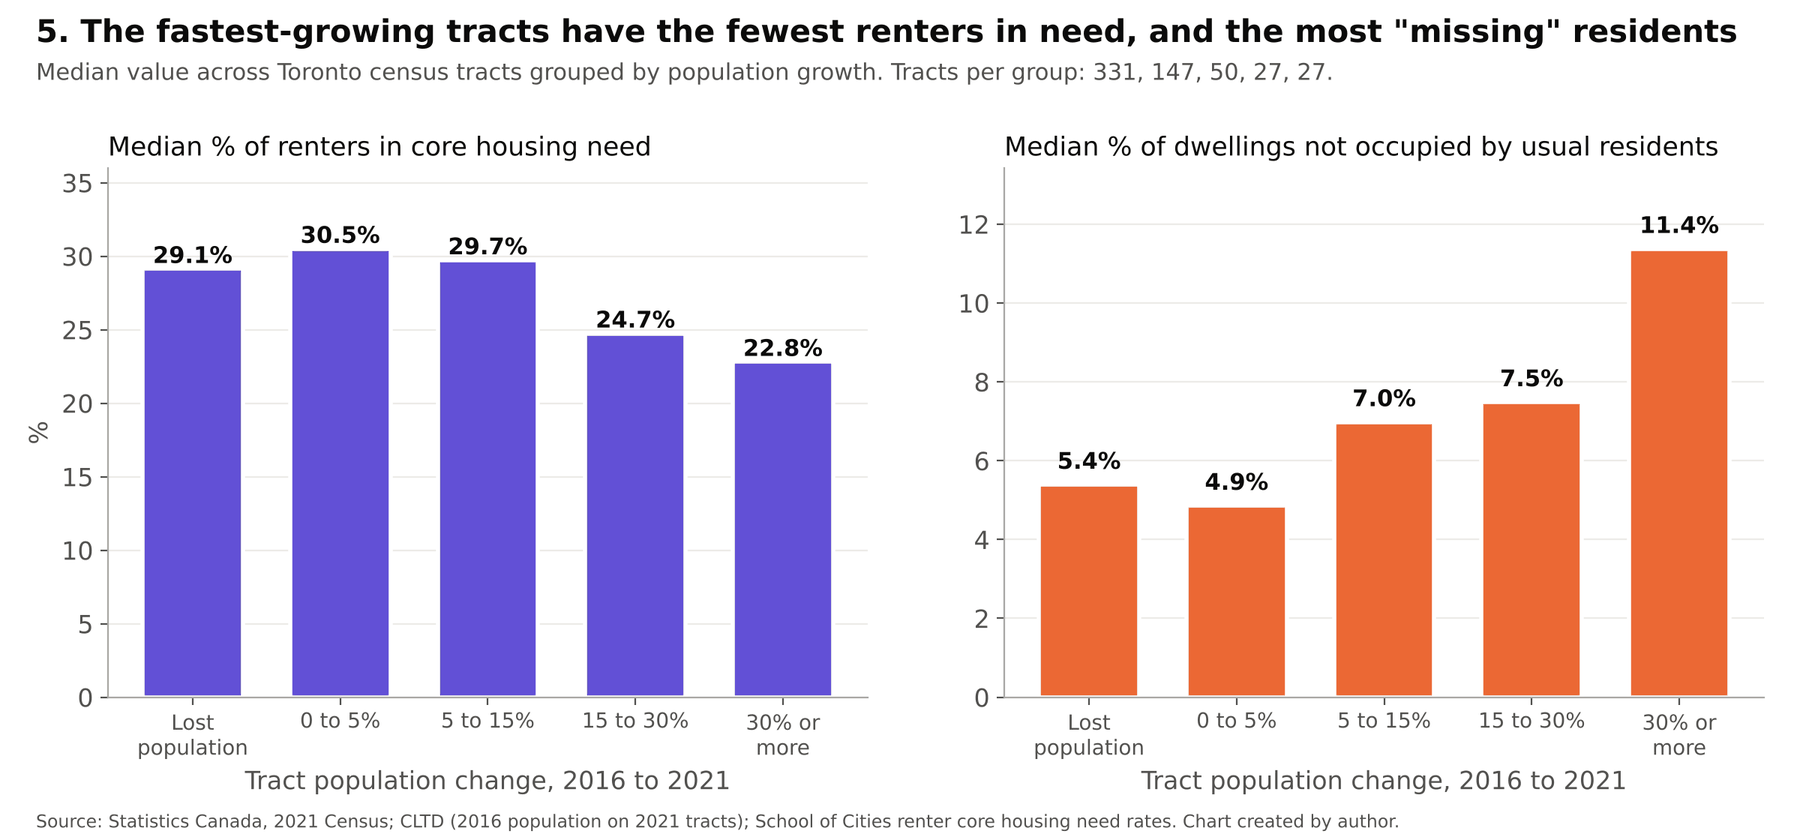 5. The fastest-growing tracts have the fewest renters in need, and the most "missing" residents
Median value across Toronto census tracts grouped by population growth. Tracts per group: 331, 147, 50, 27, 27.
Median % of renters in core housing need
35
30
25
20
15
10
5
0
%
29.1%
30.5%
29.7%
24.7%
22.8%
Lost
population
0 to 5%
5 to 15%
15 to 30%
30% or
more
Tract population change, 2016 to 2021
Median % of dwellings not occupied by usual residents
12
10
8
6
4
2
0
5.4%
4.9%
7.0%
7.5%
11.4%
Lost
population
0 to 5%
5 to 15%
15 to 30%
30% or
more
Tract population change, 2016 to 2021
Source: Statistics Canada, 2021 Census; CLTD (2016 population on 2021 tracts); School of Cities renter core housing need rates. Chart created by author.